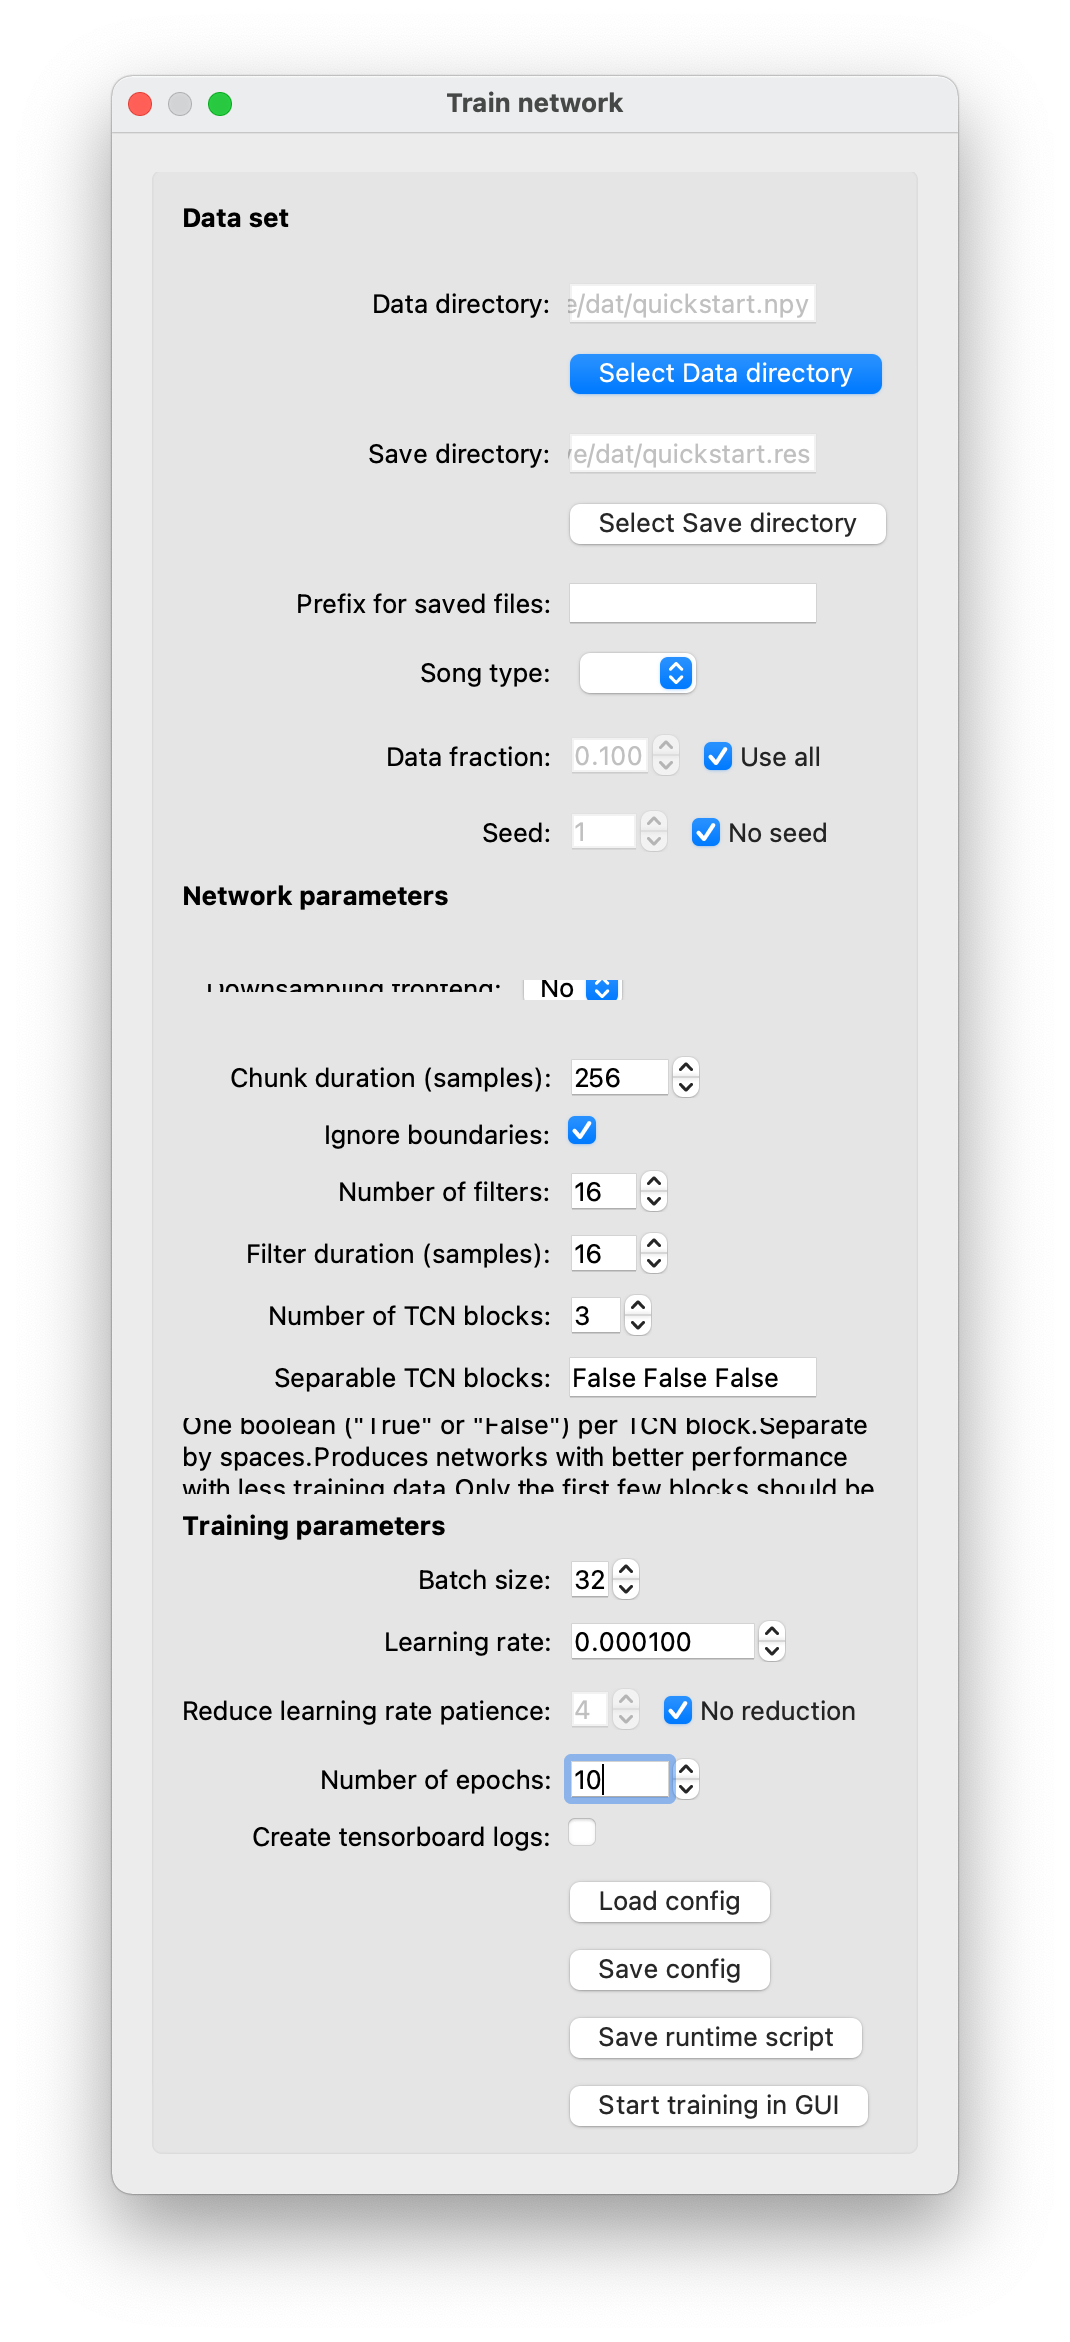 Train network
Data set
Data directory: e/dat/quickstart.npy
Select Data directory
Save directory: e/dat/quickstart.res
Select Save directory
Prefix for saved files:
Song type:
Data fraction: 0.100 Use all
Seed: 1 No seed
Network parameters
Downsampling frontend: No
Chunk duration (samples): 256
Ignore boundaries:
Number of filters: 16
Filter duration (samples): 16
Number of TCN blocks: 3
Separable TCN blocks: False False False
One boolean ("True" or "False") per TCN block.Separate
by spaces.Produces networks with better performance
with less training data.Only the first few blocks should be
Training parameters
Batch size: 32
Learning rate: 0.000100
Reduce learning rate patience: 4 No reduction
Number of epochs: 10
Create tensorboard logs:
Load config
Save config
Save runtime script
Start training in GUI